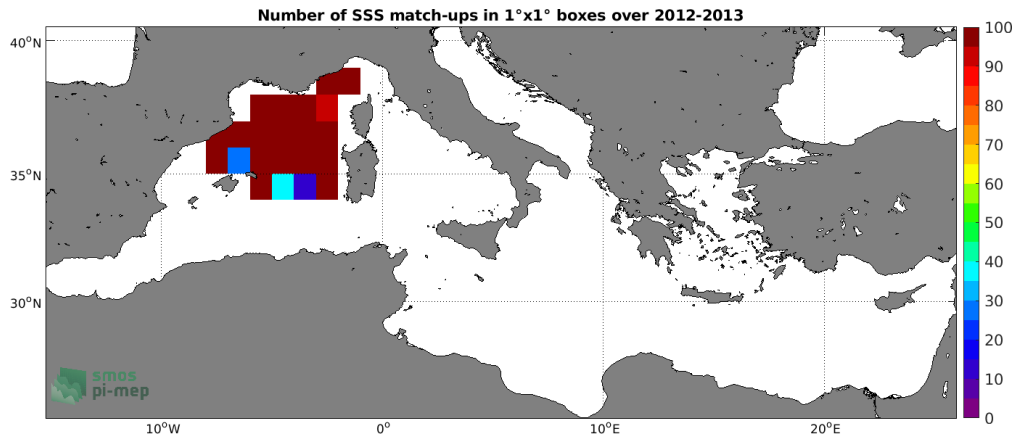 Number of SSS match-ups in 1°x1° boxes over 2012-2013
40°N
35°N
30°N
10°W
0°
10°E
20°E
100
90
80
70
60
50
40
30
20
10
0
smos
pi-mep